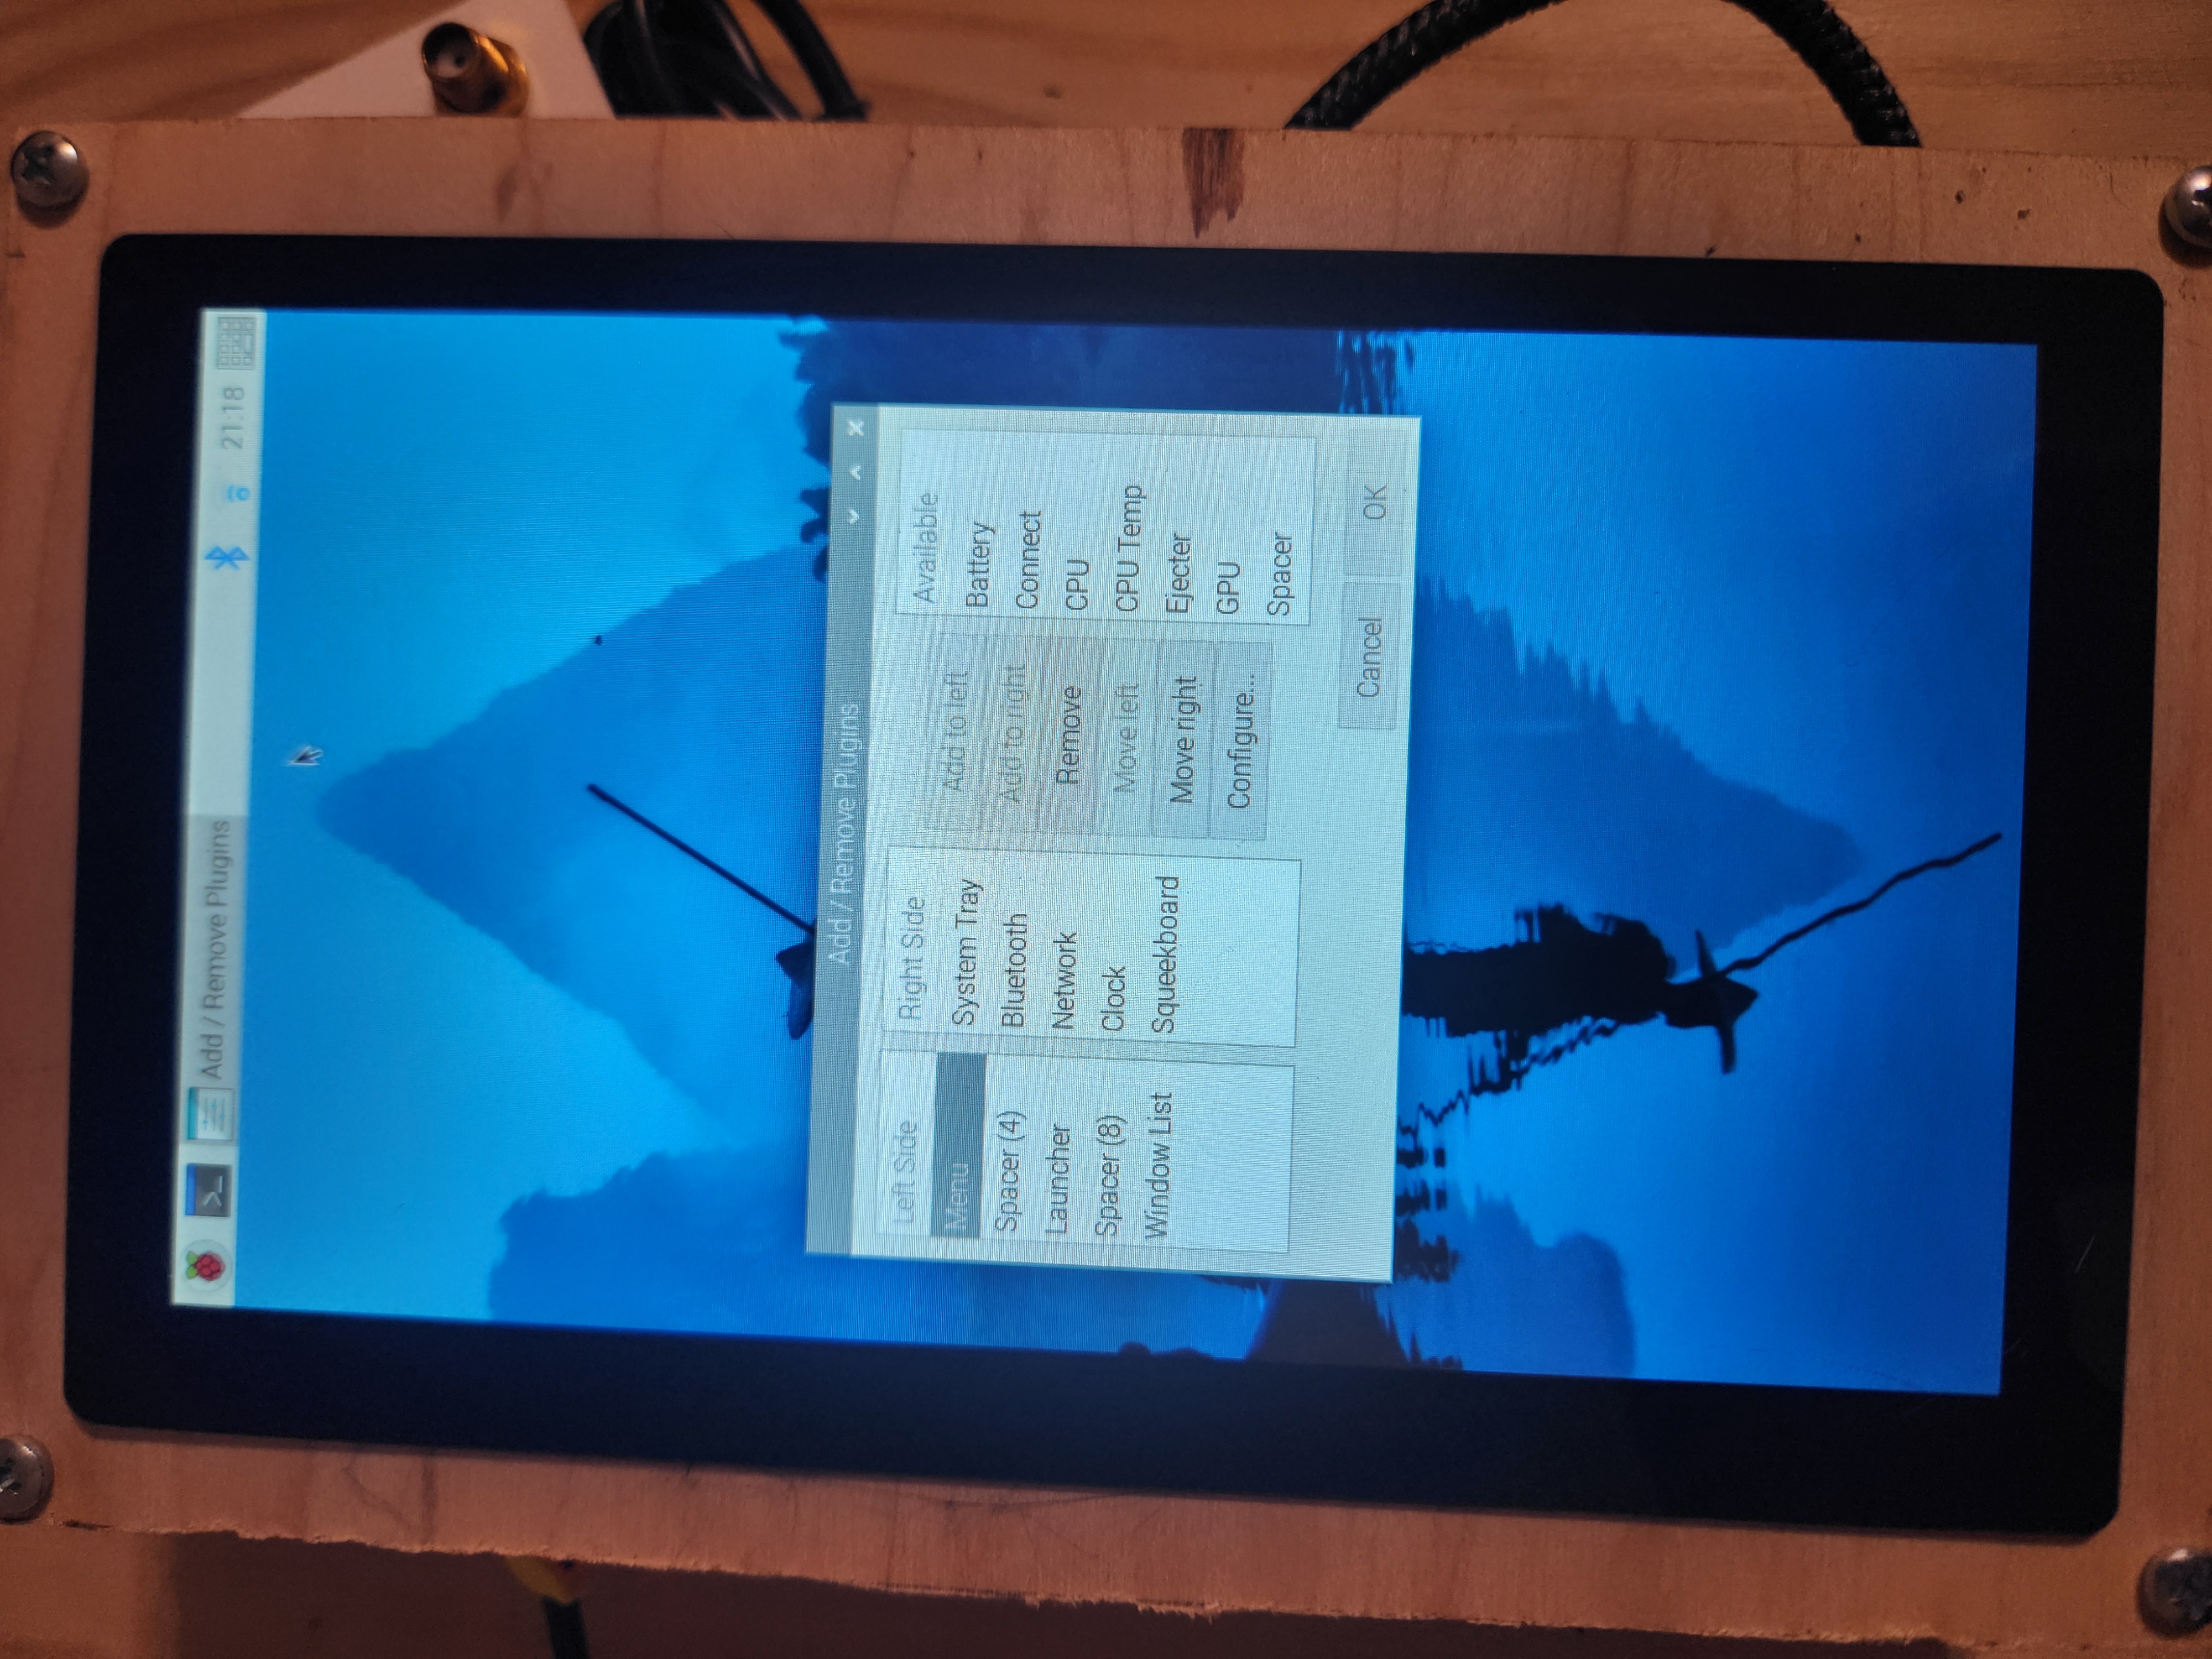 Add / Remove Plugins
21:18
Add / Remove Plugins
Left Side
Menu
Spacer (4)
Launcher
Spacer (8)
Window List
Right Side
System Tray
Bluetooth
Network
Clock
Squeekboard
Add to left
Add to right
Remove
Move left
Move right
Configure...
Available
Battery
Connect
CPU
CPU Temp
Ejecter
GPU
Spacer
Cancel
OK